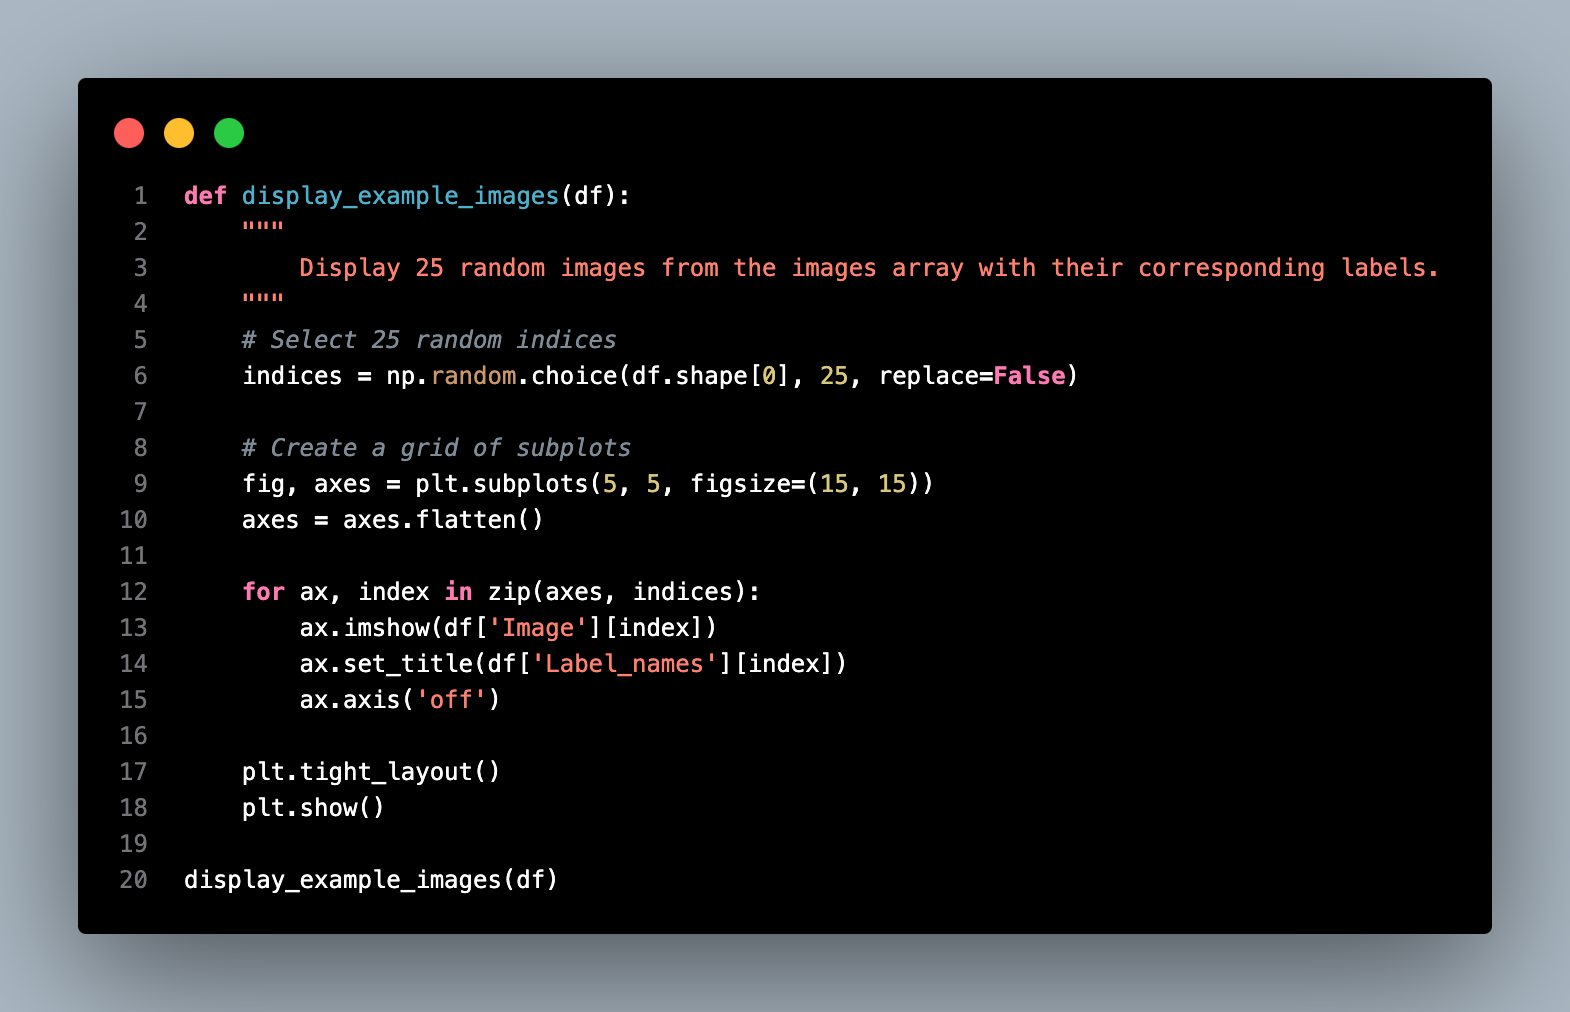 1 def display_example_images(df):
2     """
3         Display 25 random images from the images array with their corresponding labels.
4     """
5     # Select 25 random indices
6     indices = np.random.choice(df.shape[0], 25, replace=False)
7
8     # Create a grid of subplots
9     fig, axes = plt.subplots(5, 5, figsize=(15, 15))
10     axes = axes.flatten()
11
12     for ax, index in zip(axes, indices):
13         ax.imshow(df['Image'][index])
14         ax.set_title(df['Label_names'][index])
15         ax.axis('off')
16
17     plt.tight_layout()
18     plt.show()
19
20 display_example_images(df)